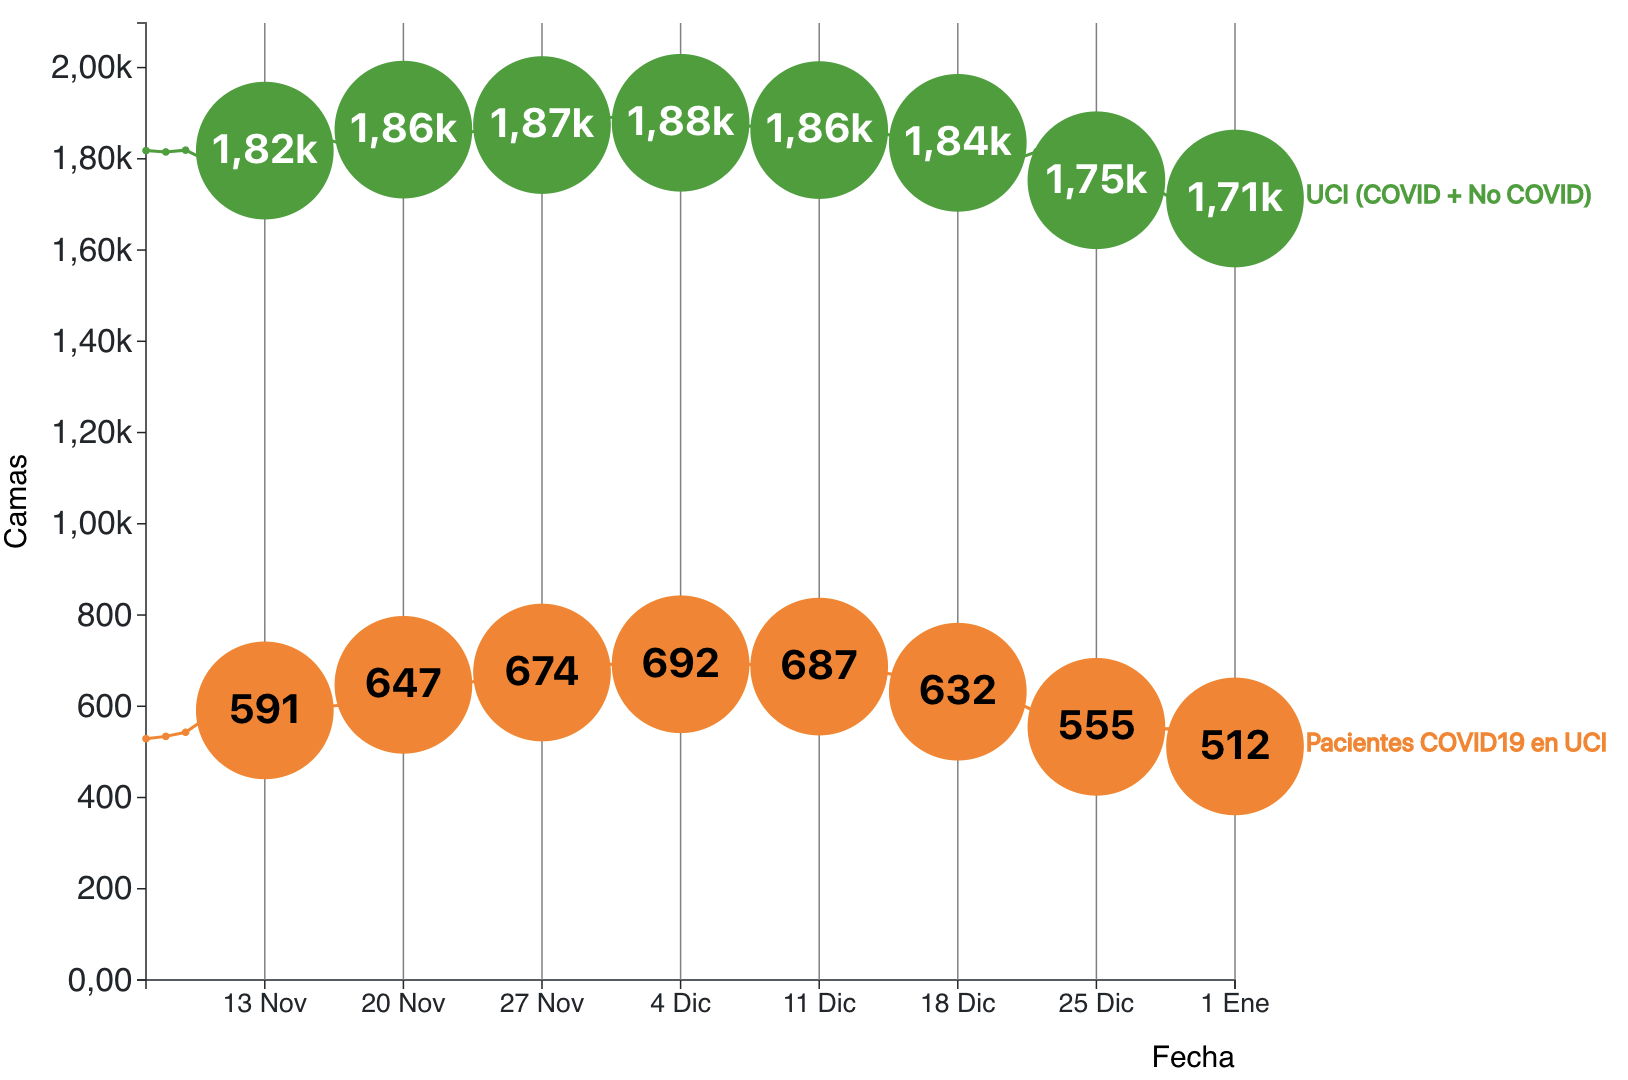 2,00k
1,80k
1,60k
1,40k
1,20k
1,00k
800
600
400
200
0,00
Camas
1,82k 1,86k 1,87k 1,88k 1,86k 1,84k 1,75k 1,71k
UCI (COVID + No COVID)
591 647 674 692 687 632 555 512
Pacientes COVID19 en UCI
13 Nov 20 Nov 27 Nov 4 Dic 11 Dic 18 Dic 25 Dic 1 Ene
Fecha